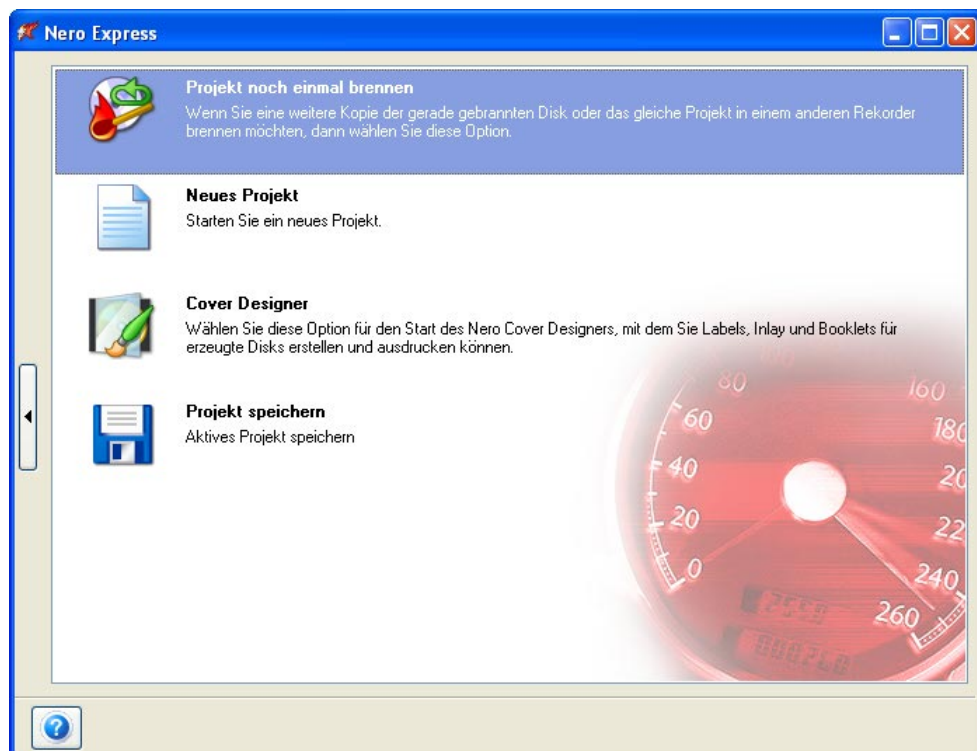 Nero Express
Projekt noch einmal brennen
Wenn Sie eine weitere Kopie der gerade gebrannten Disk oder das gleiche Projekt in einem anderen Rekorder
brennen möchten, dann wählen Sie diese Option.
Neues Projekt
Starten Sie ein neues Projekt.
Cover Designer
Wählen Sie diese Option für den Start des Nero Cover Designers, mit dem Sie Labels, Inlay und Booklets für
erzeugte Disks erstellen und ausdrucken können.
Projekt speichern
Aktives Projekt speichern
80
160
60
180
40
20
20
22
0
240
260